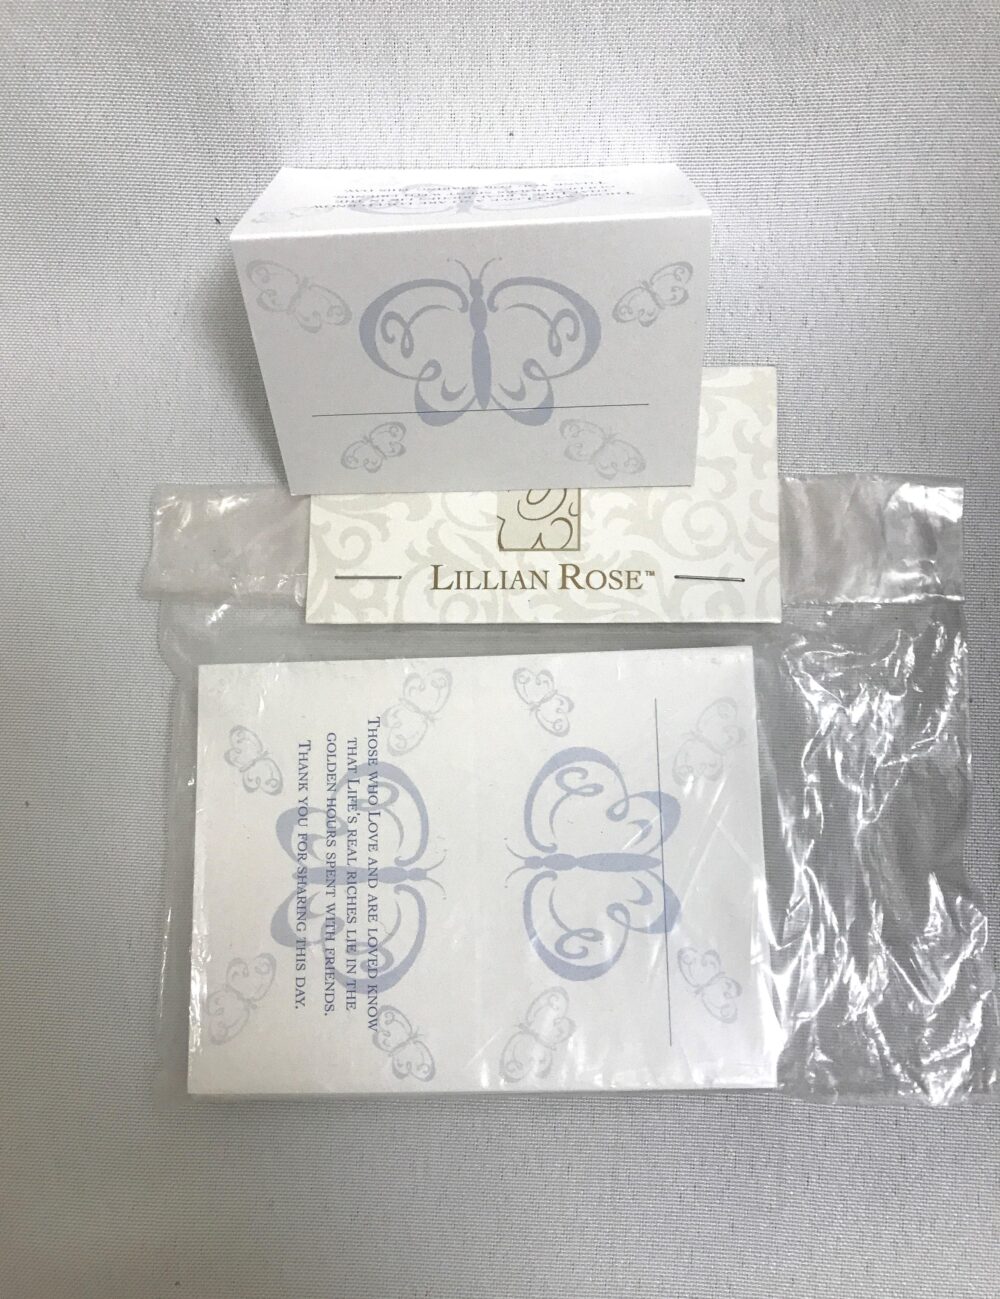 LILLIAN ROSE™
THOSE WHO LOVE AND ARE LOVED KNOW
THAT LIFE'S REAL RICHES LIE IN THE
GOLDEN HOURS SPENT WITH FRIENDS.
THANK YOU FOR SHARING THIS DAY.